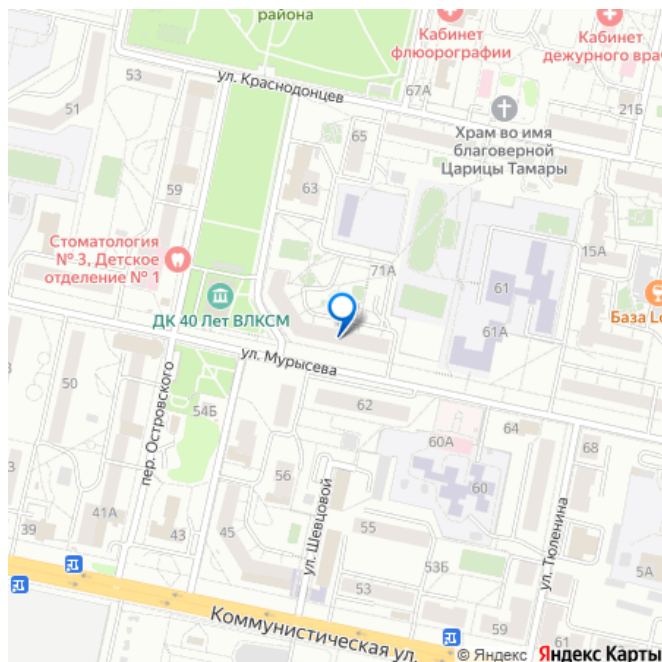 района
Кабинет
флюорографии
Кабинет
дежурного врач
53
ул. Краснодонцев
67А
51
21Б
65
Храм во имя
благоверной
Царицы Тамары
59
63
Стоматология
№ 3, Детское
отделение № 1
15А
71А
61
ДК 40 Лет ВЛКСМ
База Lo
61А
ул. Мурысева
50
пер. Островского
54Б
62
60А
64
68
56
60
ул. Шевцовой
ул. Тюленина
41А
39
43
45
55
53Б
5А
53
Коммунистическая ул.
59
61
© Яндекс Яндекс Карты